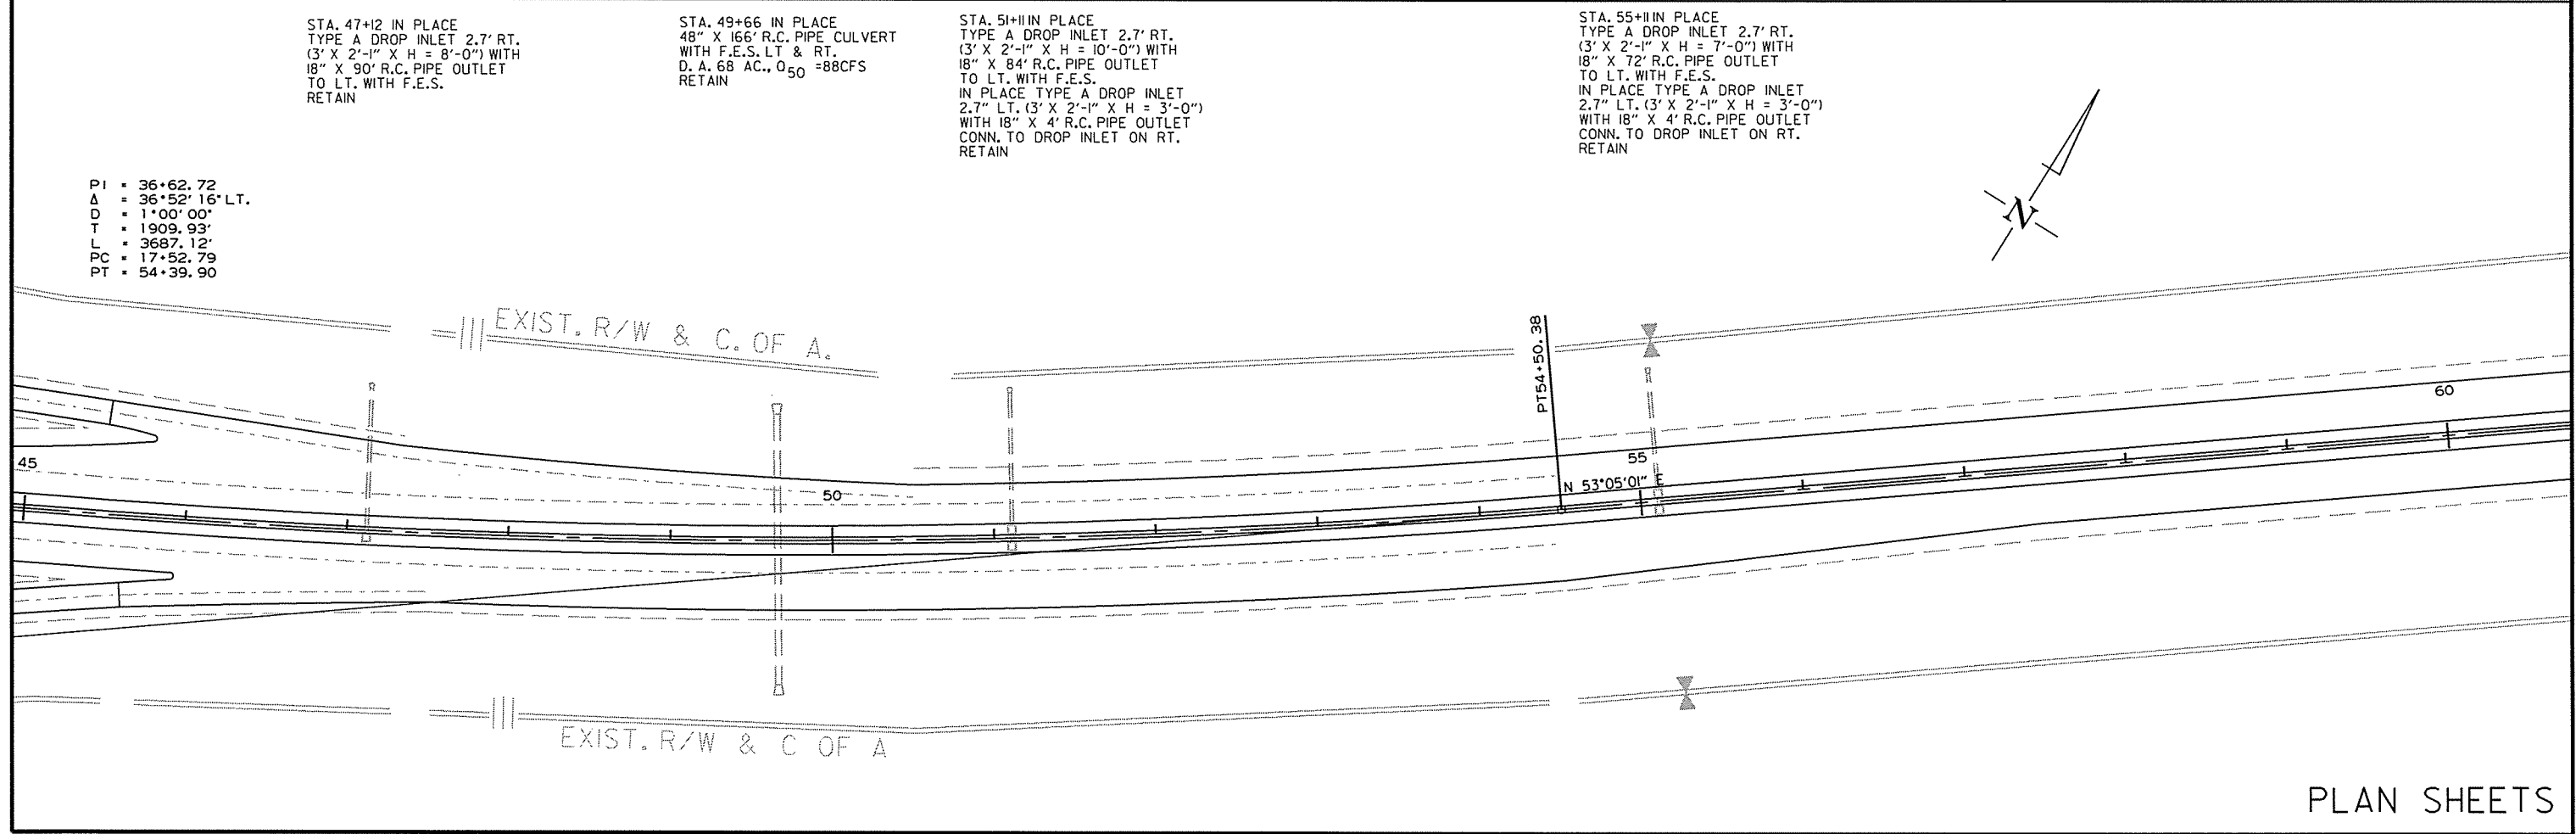 STA. 47+12 IN PLACE
TYPE A DROP INLET 2.7' RT.
(3' X 2'-1" X H = 8'-0") WITH
18" X 90' R.C. PIPE OUTLET
TO LT. WITH F.E.S.
RETAIN
STA. 49+66 IN PLACE
48" X 166' R.C. PIPE CULVERT
WITH F.E.S. LT & RT.
D. A. 68 AC., Q50 =88CFS
RETAIN
STA. 51+11 IN PLACE
TYPE A DROP INLET 2.7' RT.
(3' X 2'-1" X H = 10'-0") WITH
18" X 84' R.C. PIPE OUTLET
TO LT. WITH F.E.S.
IN PLACE TYPE A DROP INLET
2.7" LT. (3' X 2'-1" X H = 3'-0")
WITH 18" X 4' R.C. PIPE OUTLET
CONN. TO DROP INLET ON RT.
RETAIN
STA. 55+11 IN PLACE
TYPE A DROP INLET 2.7' RT.
(3' X 2'-1" X H = 7'-0") WITH
18" X 72' R.C. PIPE OUTLET
TO LT. WITH F.E.S.
IN PLACE TYPE A DROP INLET
2.7" LT. (3' X 2'-1" X H = 3'-0")
WITH 18" X 4' R.C. PIPE OUTLET
CONN. TO DROP INLET ON RT.
RETAIN
PI = 36+62.72
Δ = 36°52'16" LT.
D = 1°00'00"
T = 1909.93'
L = 3687.12'
PC = 17+52.79
PT = 54+39.90
N
EXIST. R/W & C. OF A.
PT54+50.38
60
45
50
55
N 53°05'01" E
EXIST. R/W & C OF A
PLAN SHEETS